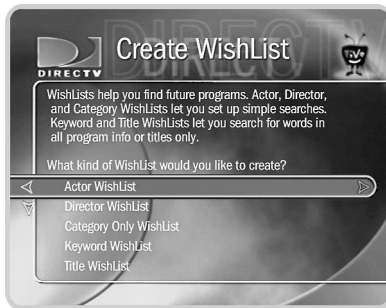 DIRECTV
Create WishList
TiVo
WishLists help you find future programs. Actor, Director,
and Category WishLists let you set up simple searches.
Keyword and Title WishLists let you search for words in
all program info or titles only.
What kind of WishList would you like to create?
Actor WishList
Director WishList
Category Only WishList
Keyword WishList
Title WishList